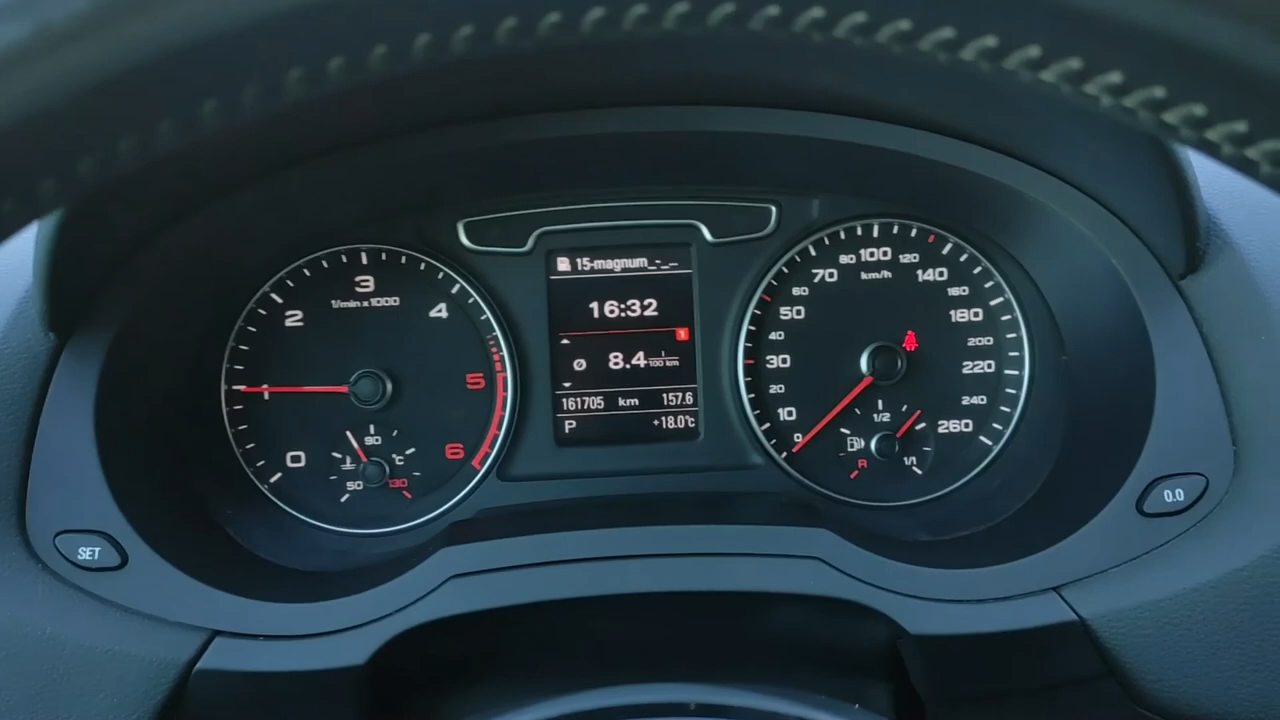 15-magnum_-_...
16:32
1
ø 8.4 l/100 km
161705 km 157.6
P +18.0°C
0 1 2 3 4 5 6
1/min x 1000
50 90 130 °C
0 10 20 30 40 50 60 70 80 100 120 140 160 180 200 220 240 260
km/h
R 1/2 1/1
SET
0.0